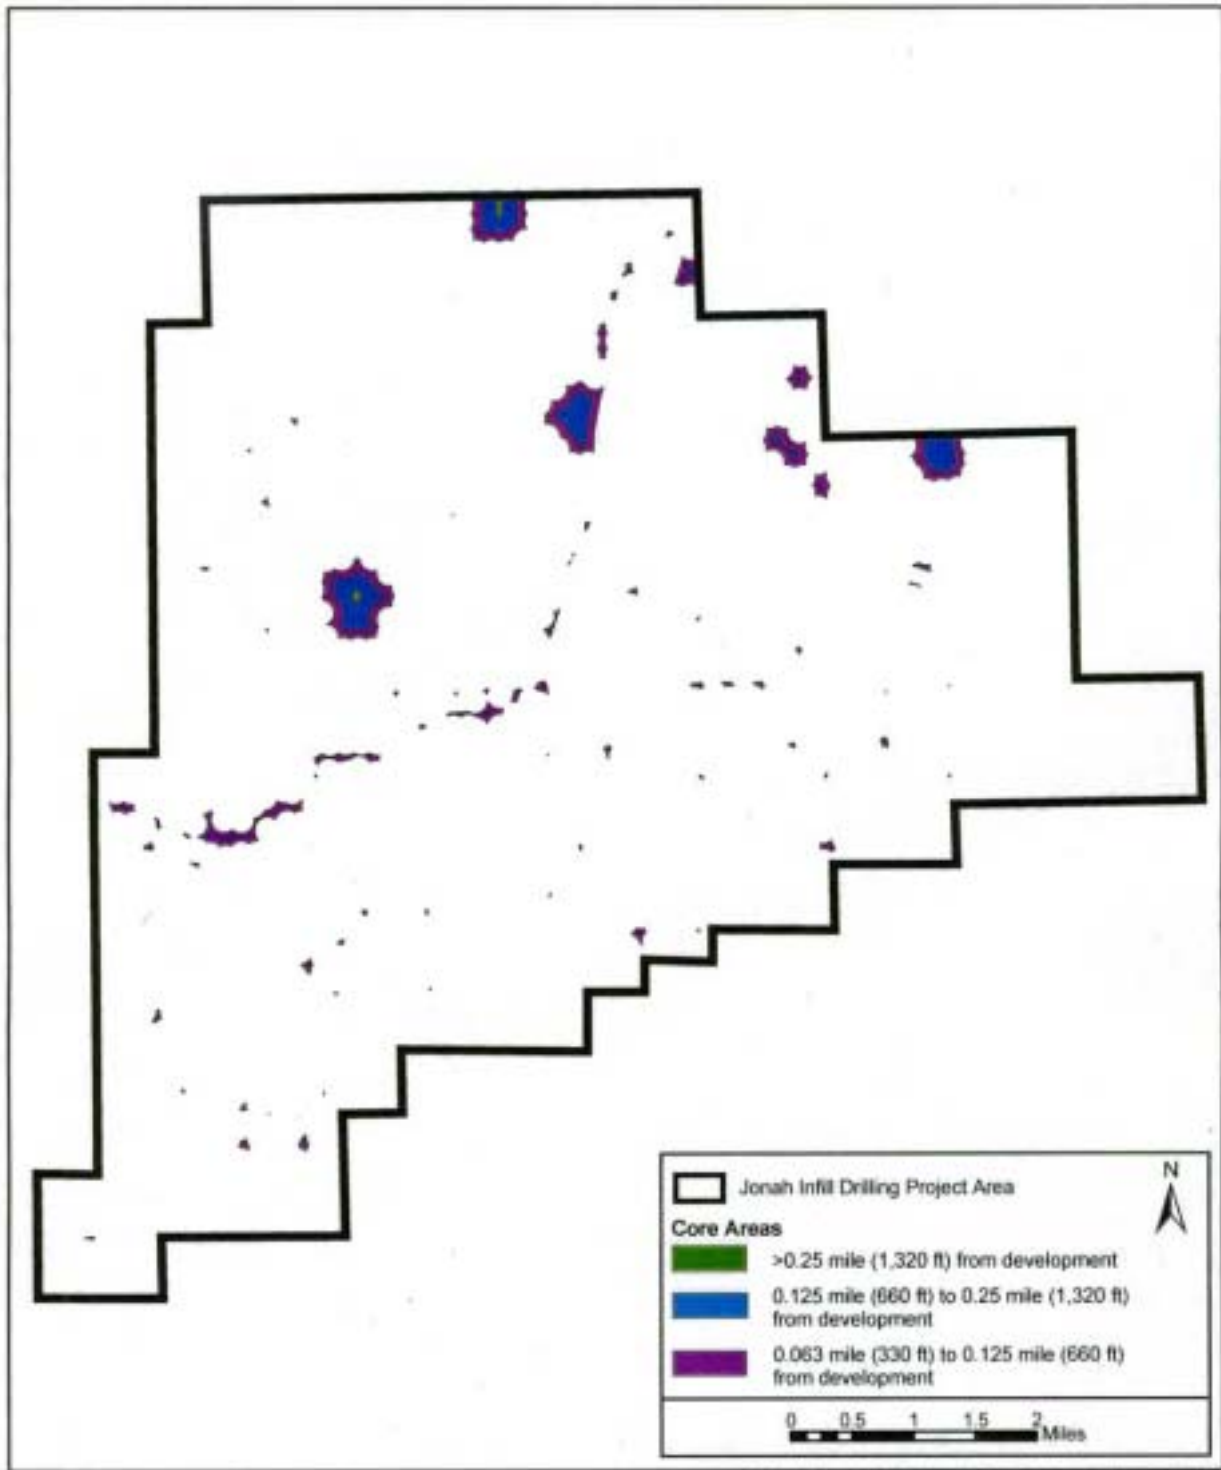 Jonah Infill Drilling Project Area
N
Core Areas
>0.25 mile (1,320 ft) from development
0.125 mile (660 ft) to 0.25 mile (1,320 ft)
from development
0.063 mile (330 ft) to 0.125 mile (660 ft)
from development
0 0.5 1 1.5 2
Miles